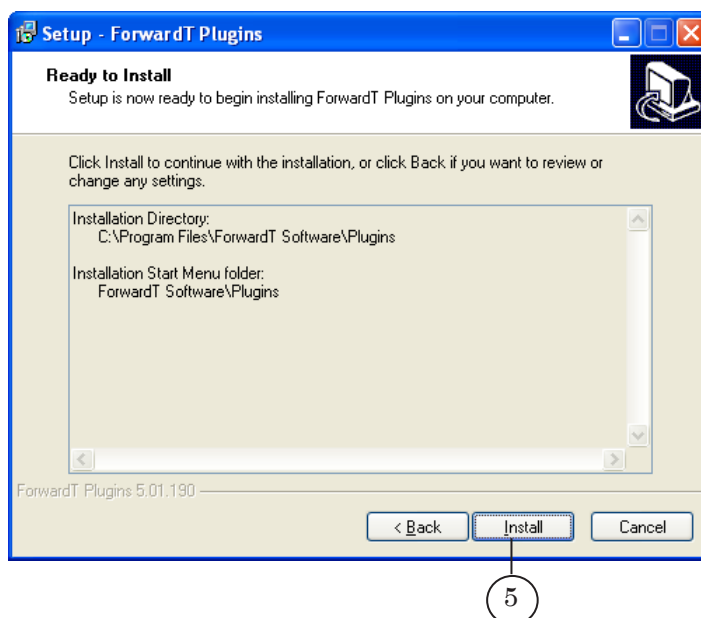 Setup - ForwardT Plugins
Ready to Install
Setup is now ready to begin installing ForwardT Plugins on your computer.
Click Install to continue with the installation, or click Back if you want to review or
change any settings.
Installation Directory:
C:\Program Files\ForwardT Software\Plugins
Installation Start Menu folder:
ForwardT Software\Plugins
ForwardT Plugins 5.01.190
< Back Install Cancel
5